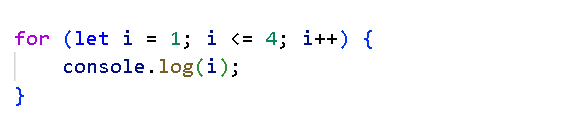 for (let i = 1; i <= 4; i++) {
    console.log(i);
}